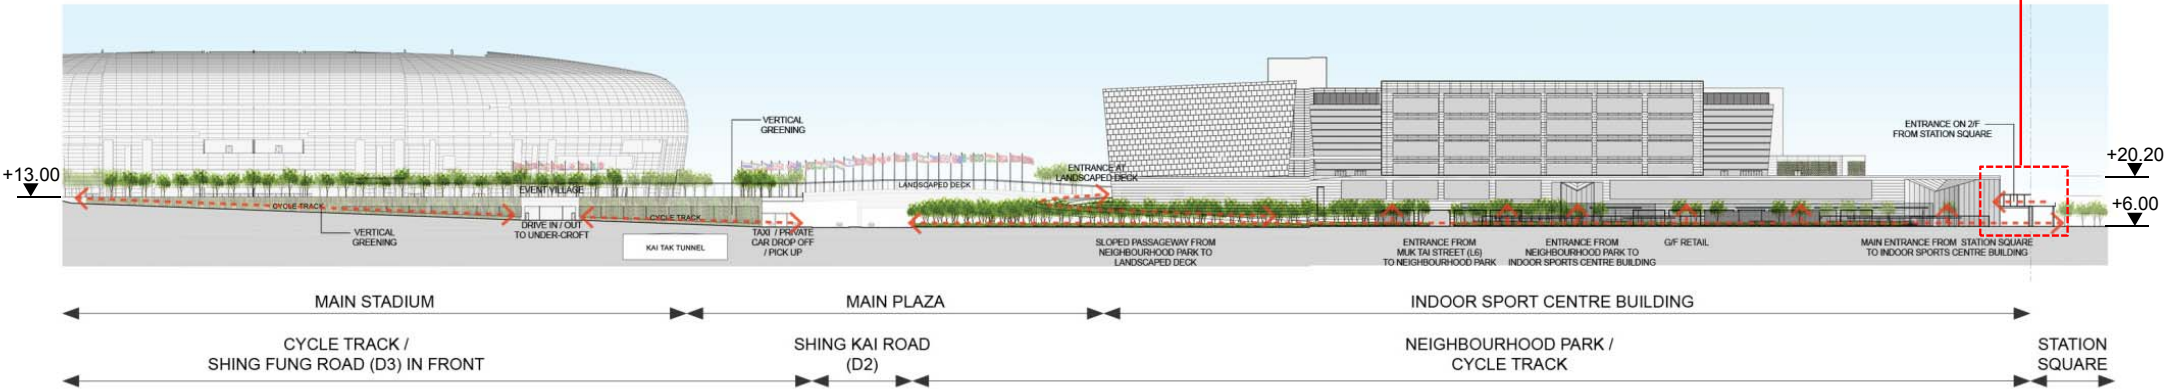 VERTICAL
GREENING
ENTRANCE ON 2/F
FROM STATION SQUARE
+13.00
+20.20
+6.00
ENTRANCE AT
LANDSCAPED DECK
LANDSCAPED DECK
EVENT VILLAGE
CYCLE TRACK
CYCLE TRACK
VERTICAL
GREENING
DRIVE IN / OUT
TO UNDER-CROFT
KAI TAK TUNNEL
TAXI / PRIVATE
CAR DROP OFF
/ PICK UP
SLOPED PASSAGEWAY FROM
NEIGHBOURHOOD PARK TO
LANDSCAPED DECK
ENTRANCE FROM
MUK TAI STREET (L6)
TO NEIGHBOURHOOD PARK
ENTRANCE FROM
NEIGHBOURHOOD PARK TO
INDOOR SPORTS CENTRE BUILDING
G/F RETAIL
MAIN ENTRANCE FROM STATION SQUARE
TO INDOOR SPORTS CENTRE BUILDING
MAIN STADIUM
MAIN PLAZA
INDOOR SPORT CENTRE BUILDING
CYCLE TRACK /
SHING FUNG ROAD (D3) IN FRONT
SHING KAI ROAD
(D2)
NEIGHBOURHOOD PARK /
CYCLE TRACK
STATION
SQUARE